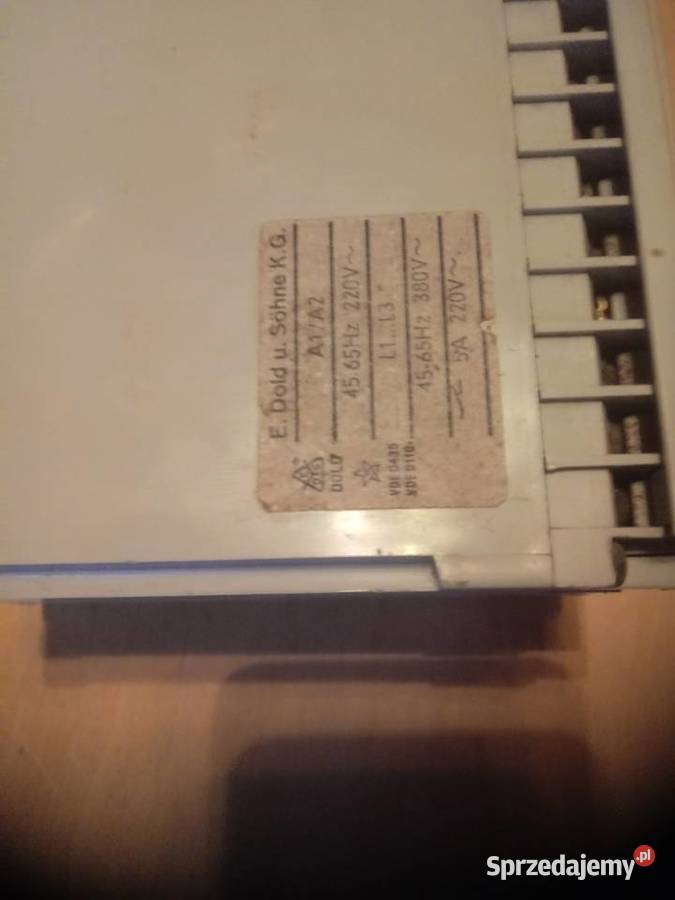 E. Dold u. Söhne K.G.
A1/A2
45.65Hz 220V~
L1...L3
45.65Hz 380V~
5A 220V~
DOLD
VDE 0435
VDE 0110
Sprzedajemy.pl